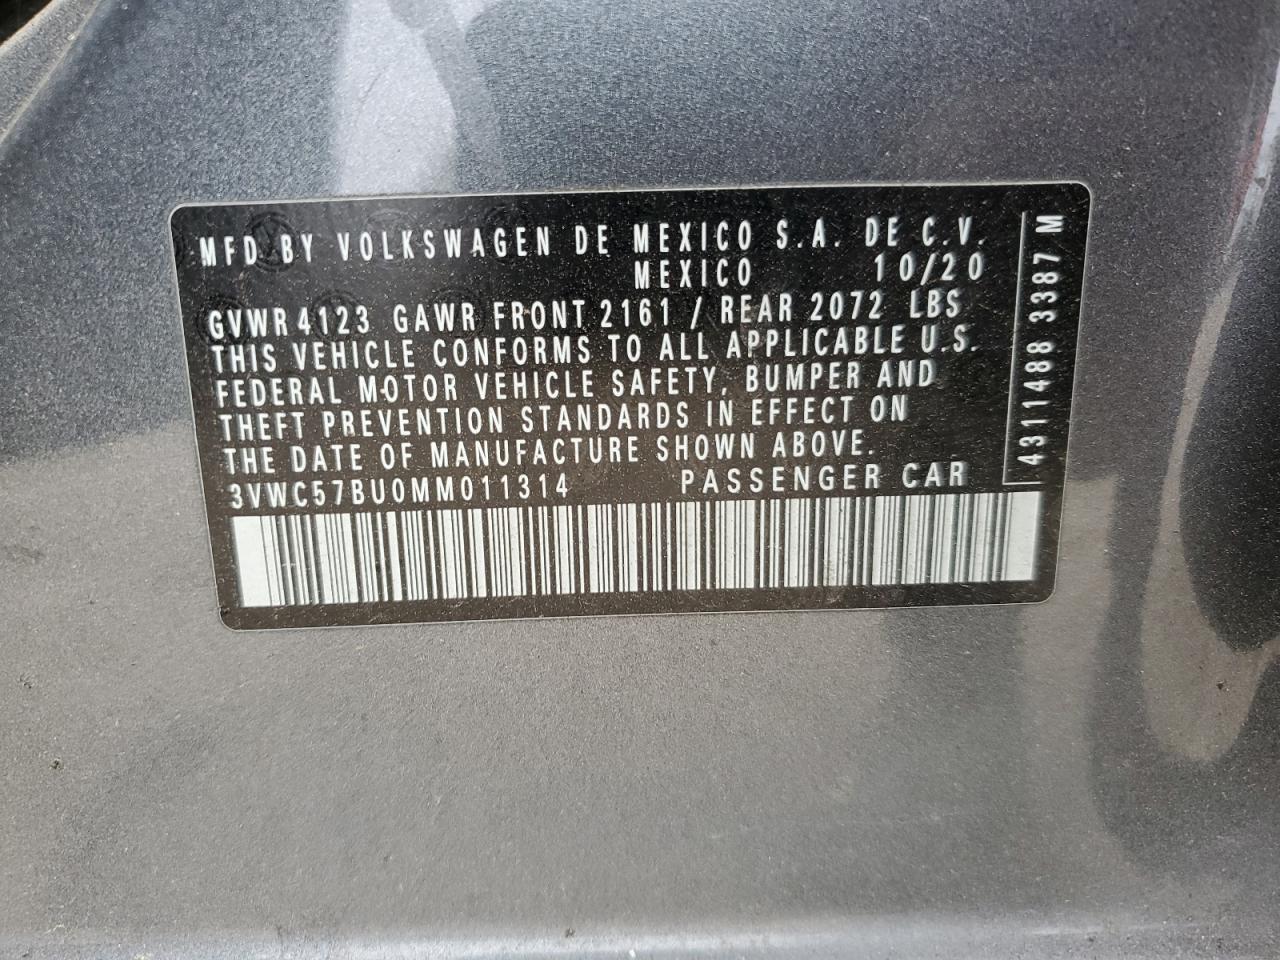 MFD BY VOLKSWAGEN DE MEXICO S.A. DE C.V.
MEXICO 10/20
GVWR 4123 GAWR FRONT 2161 / REAR 2072 LBS
THIS VEHICLE CONFORMS TO ALL APPLICABLE U.S.
FEDERAL MOTOR VEHICLE SAFETY, BUMPER AND
THEFT PREVENTION STANDARDS IN EFFECT ON
THE DATE OF MANUFACTURE SHOWN ABOVE.
3VWC57BU0MM011314 PASSENGER CAR
4311488 3387 M